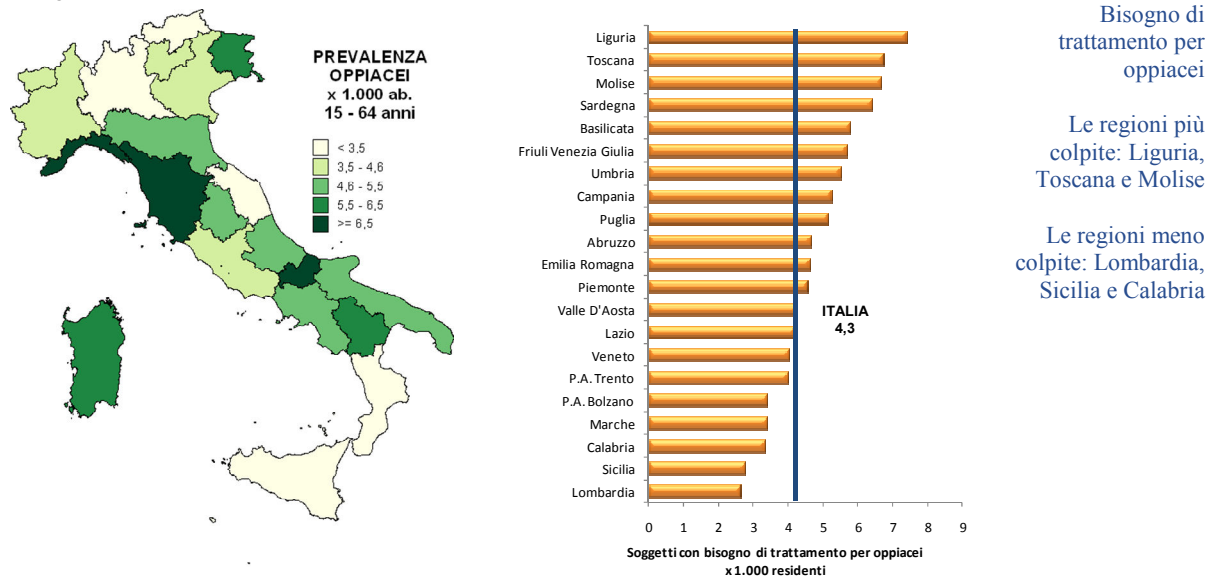 PREVALENZA
OPPIACEI
x 1.000 ab.
15 - 64 anni
< 3,5
3,5 - 4,6
4,6 - 5,5
5,5 - 6,5
>= 6,5
Liguria
Toscana
Molise
Sardegna
Basilicata
Friuli Venezia Giulia
Umbria
Campania
Puglia
Abruzzo
Emilia Romagna
Piemonte
Valle D'Aosta
Lazio
Veneto
P.A. Trento
P.A. Bolzano
Marche
Calabria
Sicilia
Lombardia
ITALIA
4,3
0 1 2 3 4 5 6 7 8 9
Soggetti con bisogno di trattamento per oppiacei
x 1.000 residenti
Bisogno di
trattamento per
oppiacei
Le regioni più
colpite: Liguria,
Toscana e Molise
Le regioni meno
colpite: Lombardia,
Sicilia e Calabria